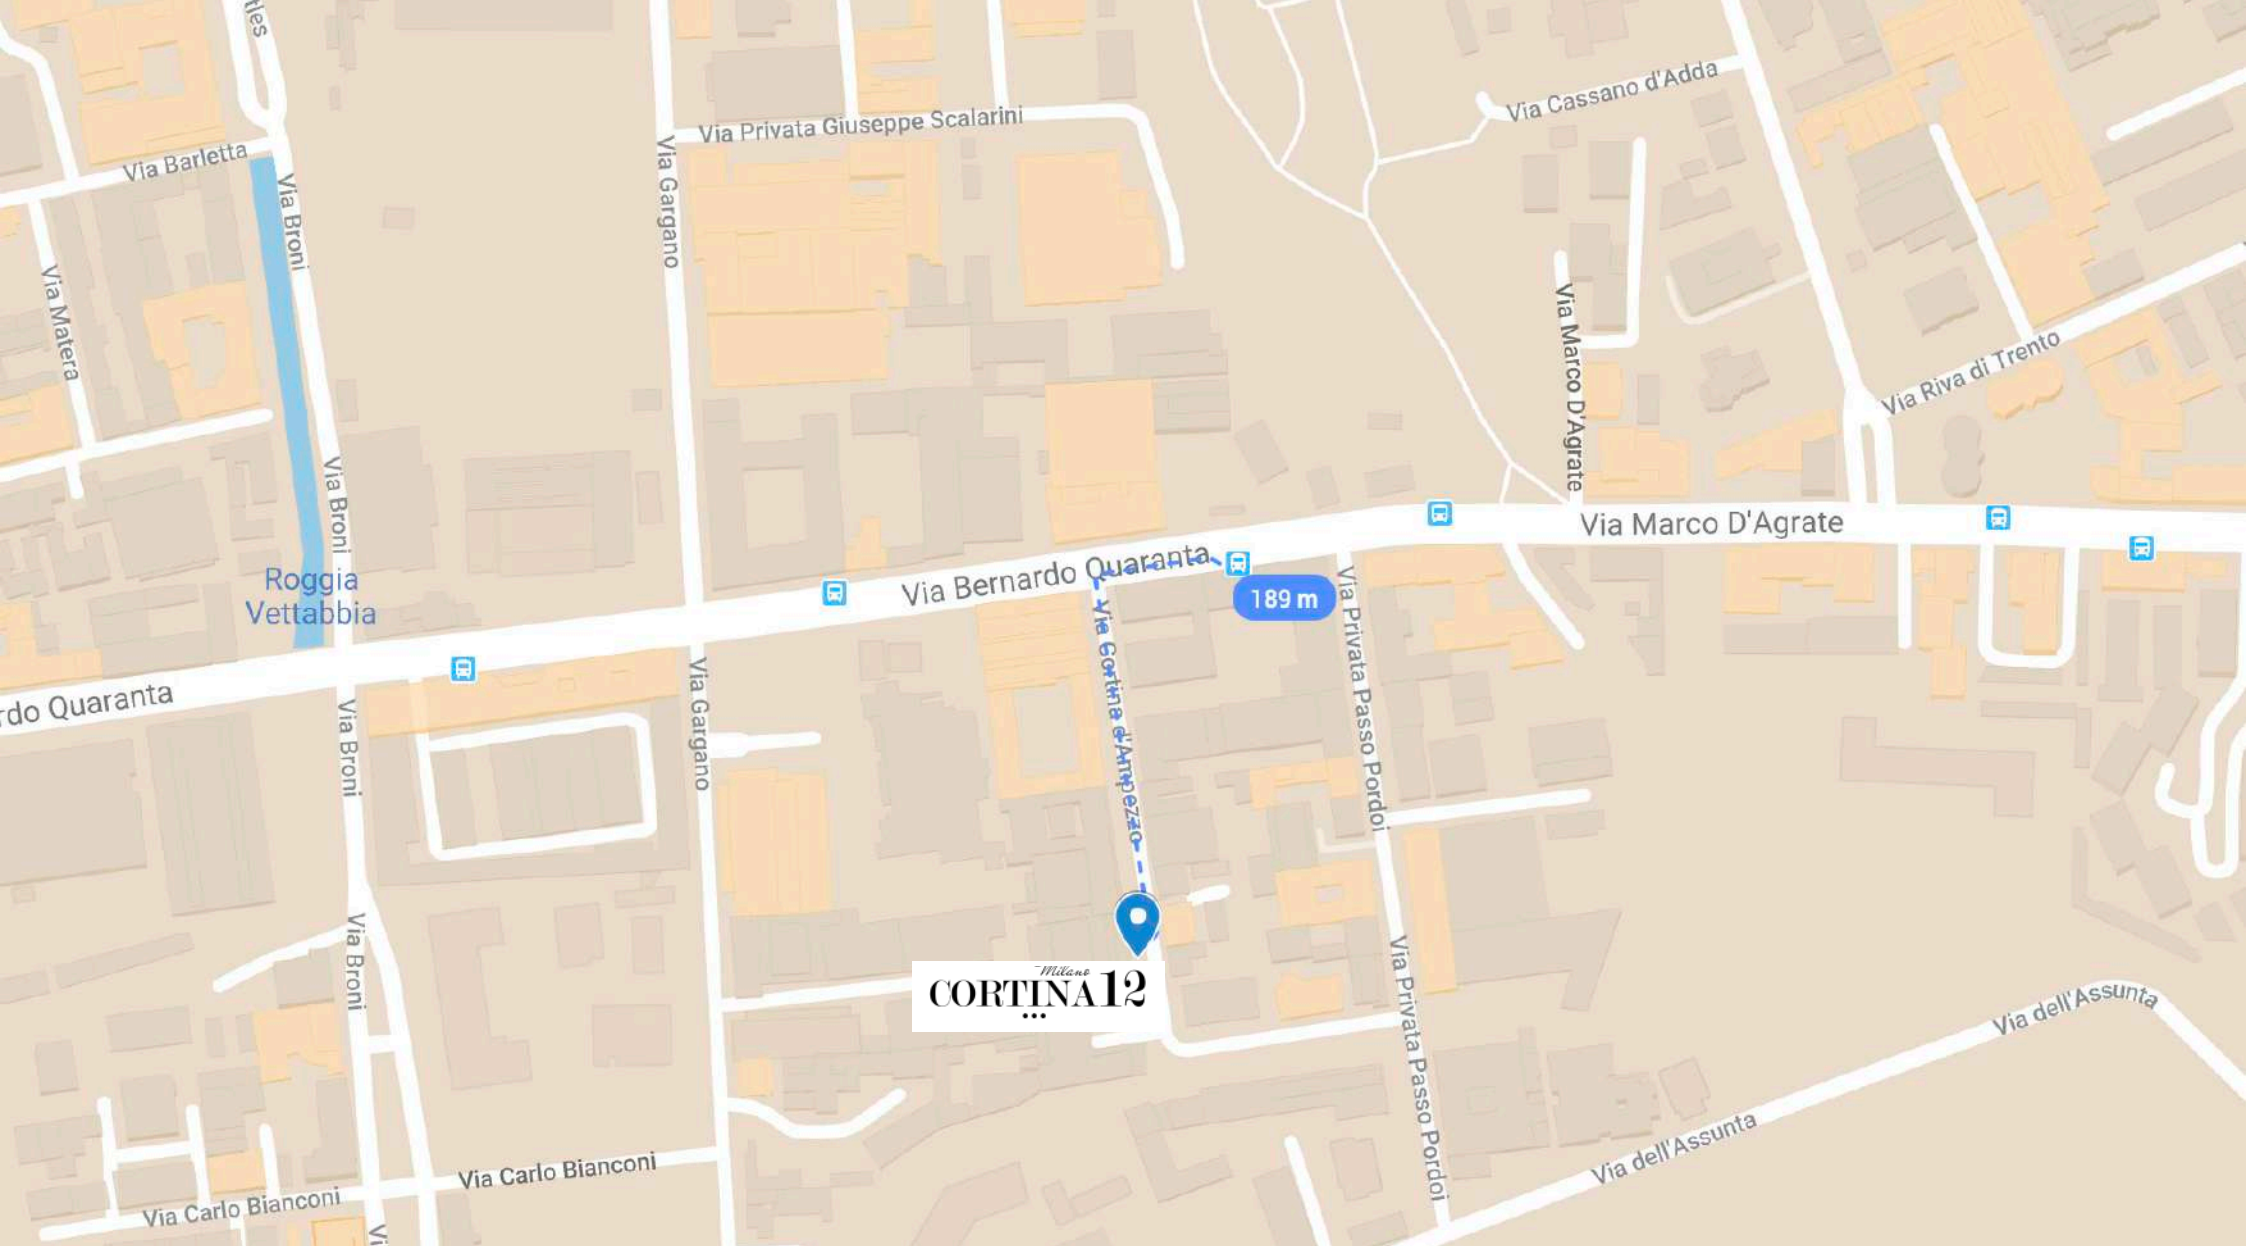 Via Cassano d'Adda
Via Privata Giuseppe Scalarini
Via Barletta
Via Broni
Via Gargano
Via Matera
Via Marco D'Agrate
Via Riva di Trento
Via Broni
Via Marco D'Agrate
Via Bernardo Quaranta
Roggia
Vettabbia
189 m
Via Cortina d'Ampezzo
Via Privata Passo Pordoi
Quaranta
Via Gargano
Via Broni
Via Broni
Milano
CORTINA 12
Via Privata Passo Pordoi
Via dell'Assunta
Via dell'Assunta
Via Carlo Bianconi
Via Carlo Bianconi